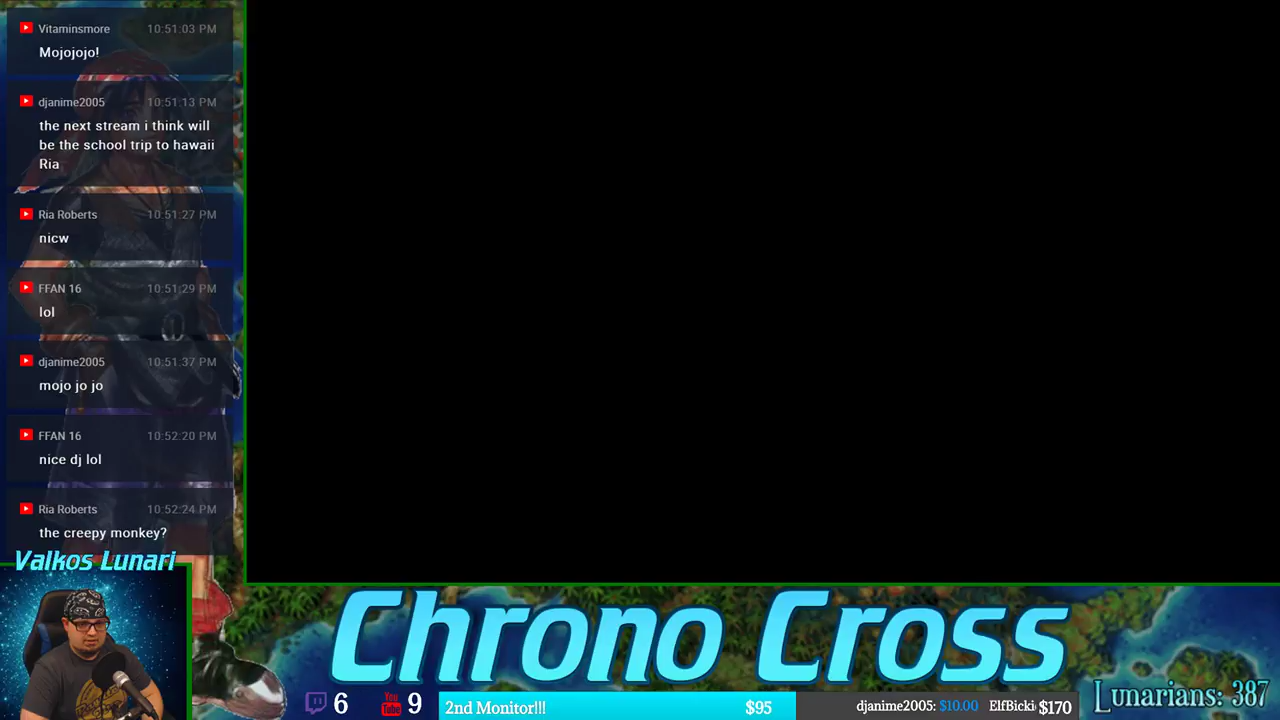 Vitaminsmore 10:51:03 PM
Mojojojo!
djanime2005 10:51:13 PM
the next stream i think will
be the school trip to hawaii
Ria
Ria Roberts 10:51:27 PM
nicw
FFAN 16 10:51:29 PM
lol
djanime2005 10:51:37 PM
mojo jo jo
FFAN 16 10:52:20 PM
nice dj lol
Ria Roberts 10:52:24 PM
the creepy monkey?
Valkos Lunari
Chrono Cross
6 You Tube 9 2nd Monitor!!! $95 djanime2005: $10.00 ElfBicki $170 Lunarians: 387